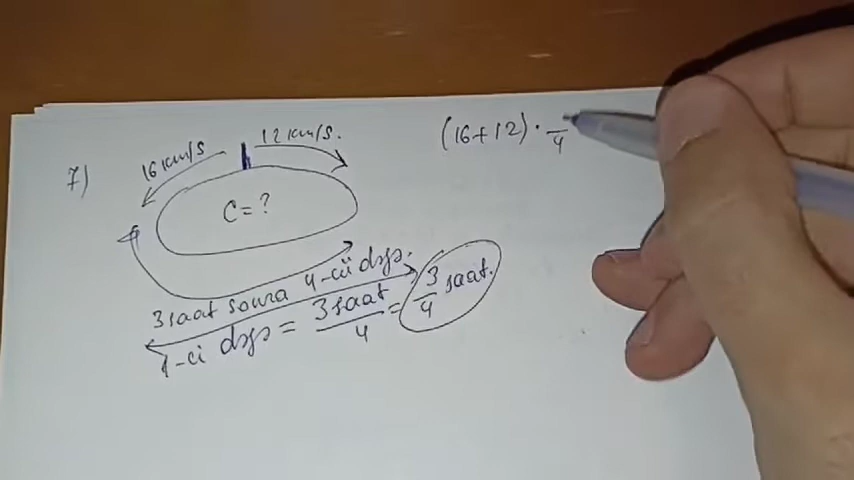 7)
16 km/s
12 km/s.
C = ?
3 saat sonra 4-cü dəfə.
1-ci dəfə = 3 saat / 4 = 3/4 saat.
(16+12) · /4